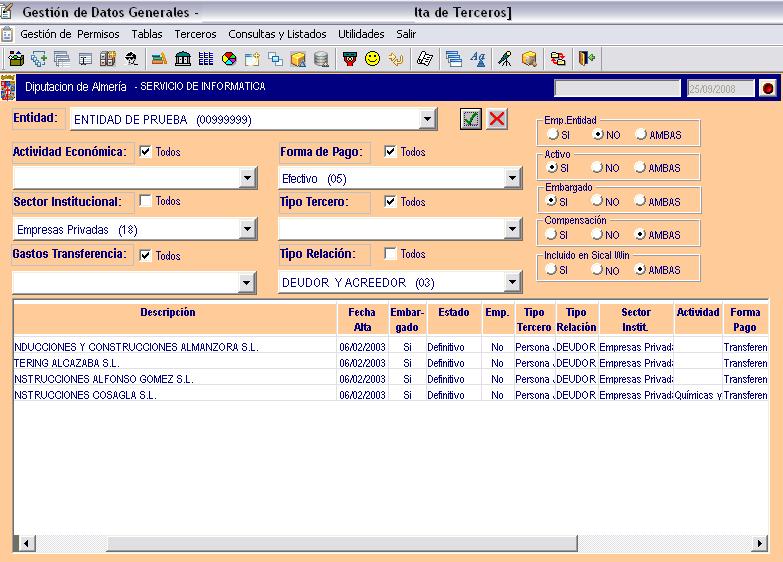 Gestión de Datos Generales - lta de Terceros]
Gestión de Permisos Tablas Terceros Consultas y Listados Utilidades Salir
Diputacion de Almería - SERVICIO DE INFORMATICA 25/09/2008
Entidad: ENTIDAD DE PRUEBA (00999999)
Emp.Entidad
SI NO AMBAS
Actividad Económica: Todos
Forma de Pago: Todos
Efectivo (05)
Activo
SI NO AMBAS
Sector Institucional: Todos
Empresas Privadas (18)
Tipo Tercero: Todos
Embargado
SI NO AMBAS
Compensación
SI NO AMBAS
Gastos Transferencia: Todos
Tipo Relación: Todos
DEUDOR Y ACREEDOR (03)
Incluido en Sical Win
SI NO AMBAS
Descripción Fecha Alta Embar-gado Estado Emp. Tipo Tercero Tipo Relación Sector Instit. Actividad Forma Pago
NDUCCIONES Y CONSTRUCCIONES ALMANZORA S.L. 06/02/2003 Si Definitivo No Persona J DEUDOR Empresas Privada Transferen
TERING ALCAZABA S.L. 06/02/2003 Si Definitivo No Persona J DEUDOR Empresas Privada Transferen
NSTRUCCIONES ALFONSO GOMEZ S.L. 06/02/2003 Si Definitivo No Persona J DEUDOR Empresas Privada Transferen
NSTRUCCIONES COSAGLA S.L. 06/02/2003 Si Definitivo No Persona J DEUDOR Empresas Privada Químicas y Transferen